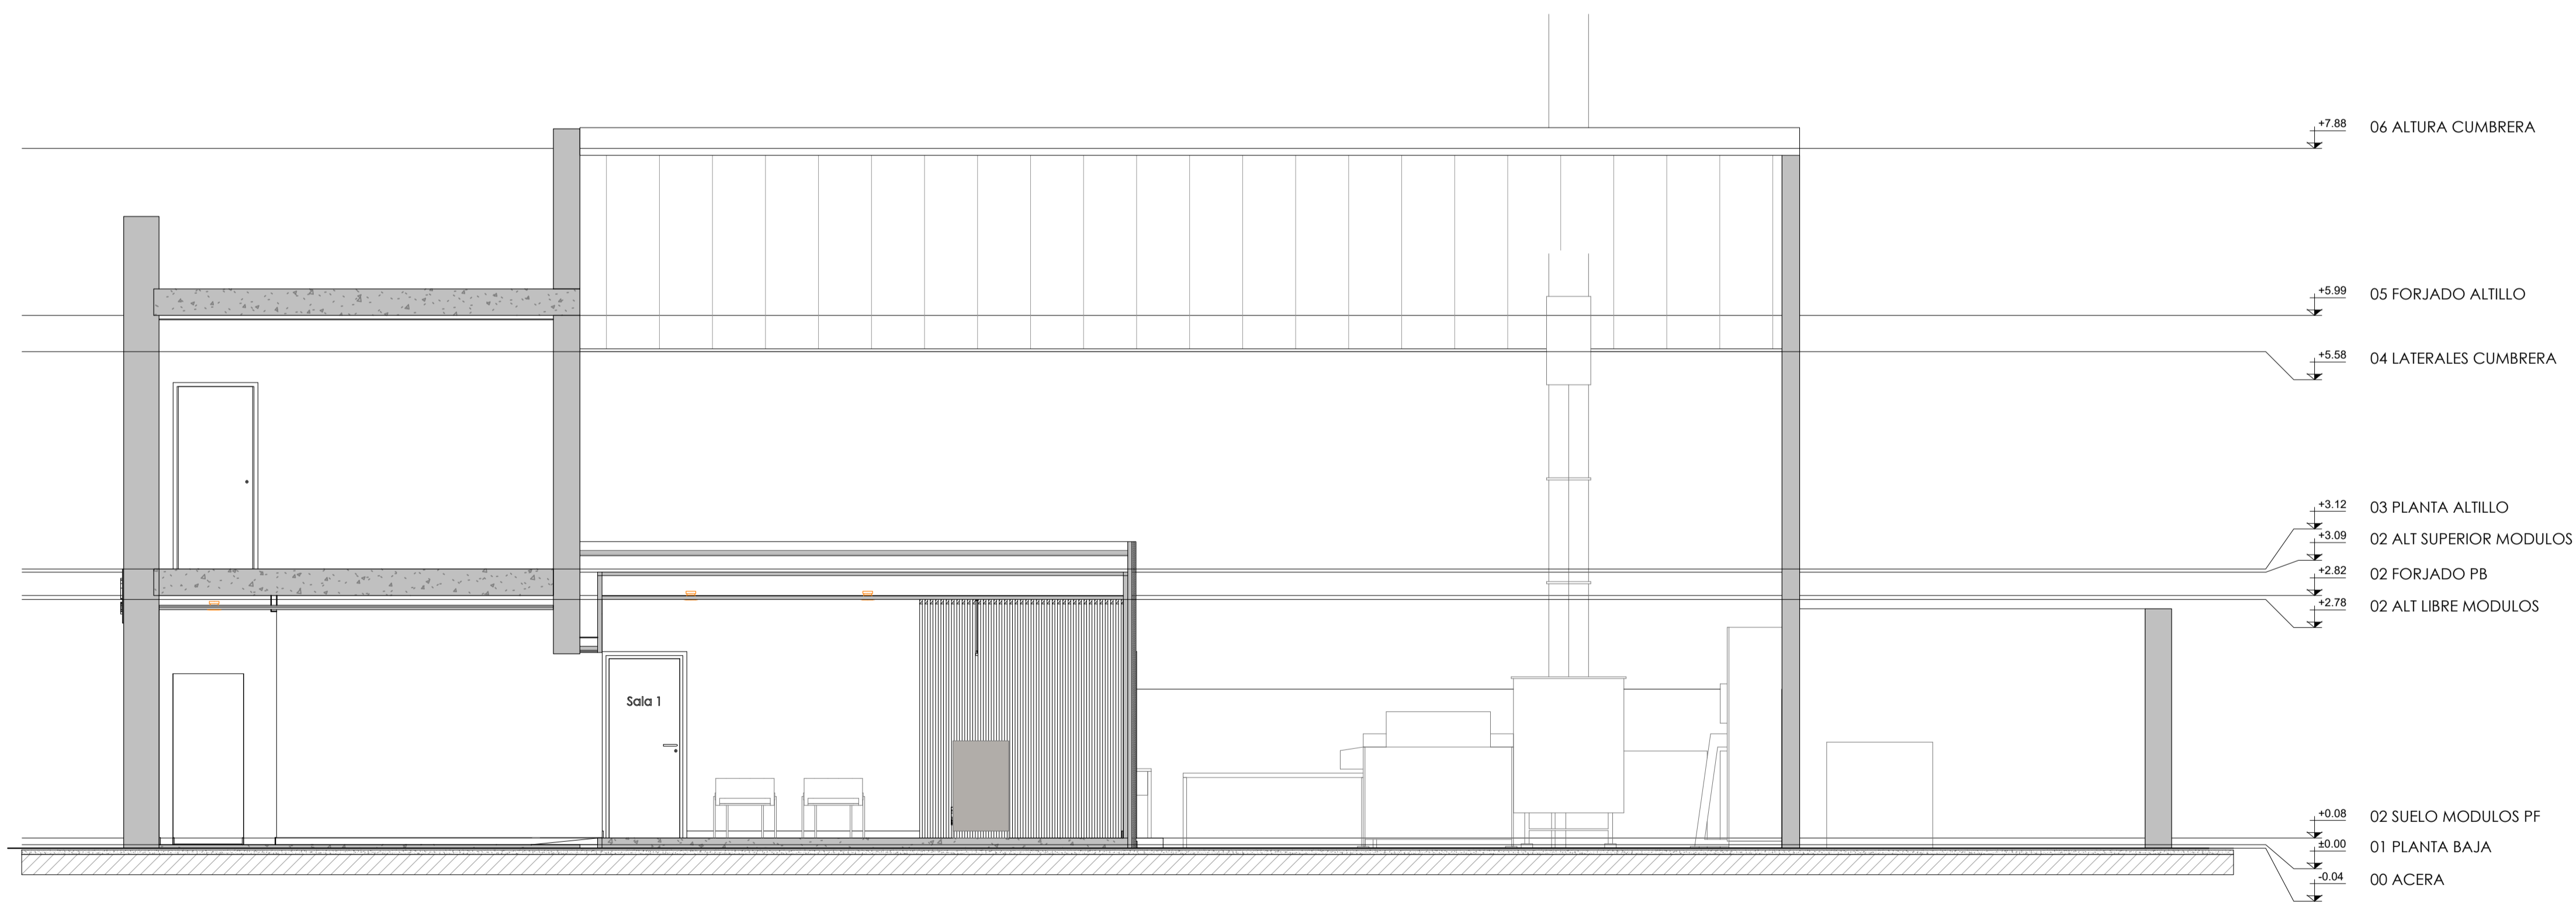 +7.88 06 ALTURA CUMBRERA
+5.99 05 FORJADO ALTILLO
+5.58 04 LATERALES CUMBRERA
+3.12 03 PLANTA ALTILLO
+3.09 02 ALT SUPERIOR MODULOS
+2.82 02 FORJADO PB
+2.78 02 ALT LIBRE MODULOS
Sala 1
+0.08 02 SUELO MODULOS PF
±0.00 01 PLANTA BAJA
-0.04 00 ACERA